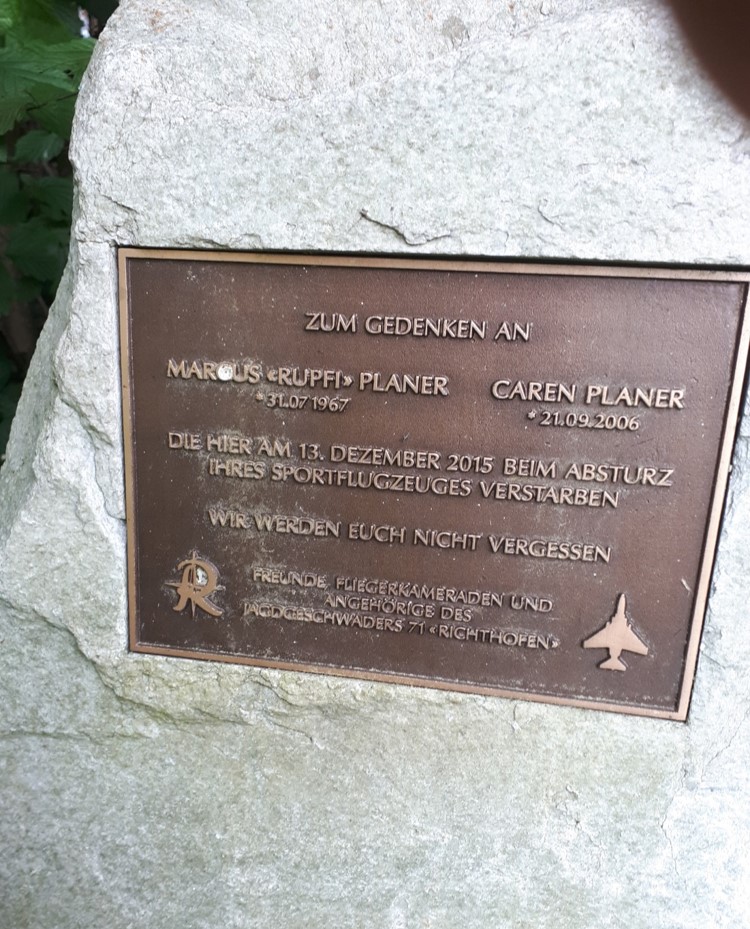 ZUM GEDENKEN AN
MARCUS «RUPFI» PLANER CAREN PLANER
*31.07.1967 *21.09.2006
DIE HIER AM 13. DEZEMBER 2015 BEIM ABSTURZ
IHRES SPORTFLUGZEUGES VERSTARBEN
WIR WERDEN EUCH NICHT VERGESSEN
R
FREUNDE, FLIEGERKAMERADEN UND
ANGEHÖRIGE DES
JAGDGESCHWADERS 71 «RICHTHOFEN»